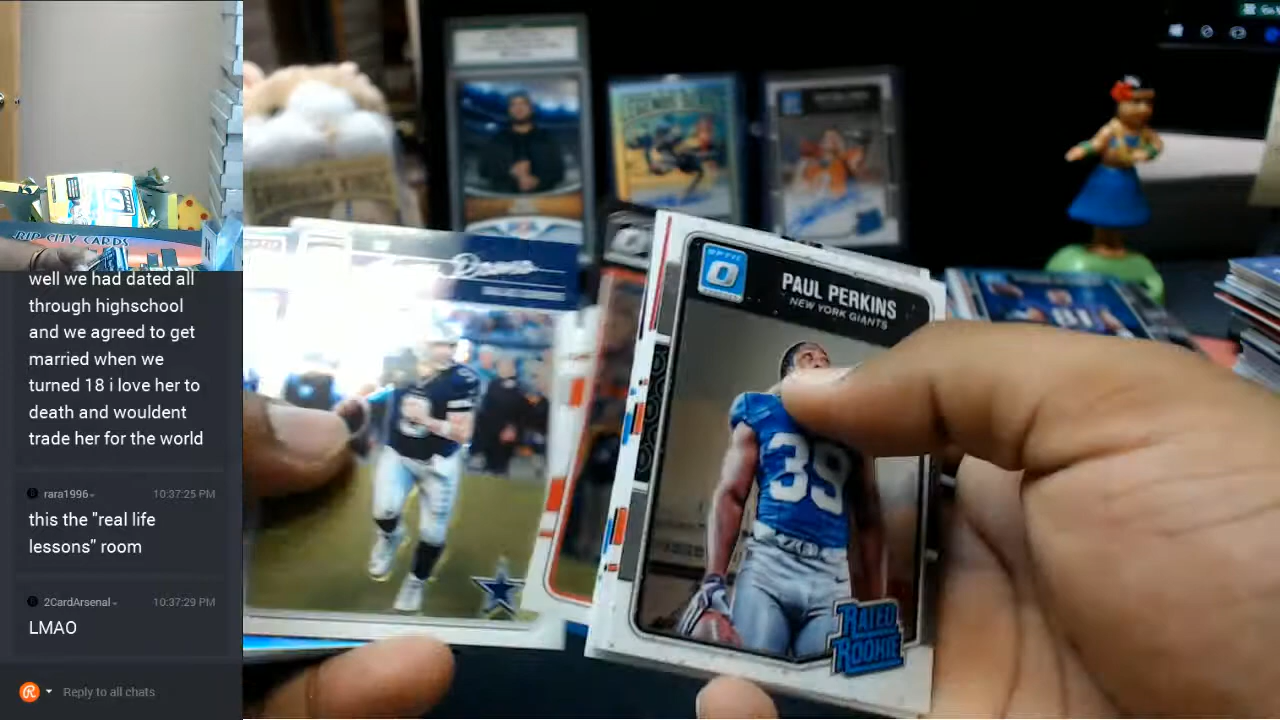 RIP CITY CARDS
well we had dated all
through highschool
and we agreed to get
married when we
turned 18 i love her to
death and wouldent
trade her for the world
rara1996
10:37:25 PM
this the "real life
lessons" room
2CardArsenal
10:37:29 PM
LMAO
Reply to all chats
OPTIC
PAUL PERKINS
NEW YORK GIANTS
39
RATED
ROOKIE
81